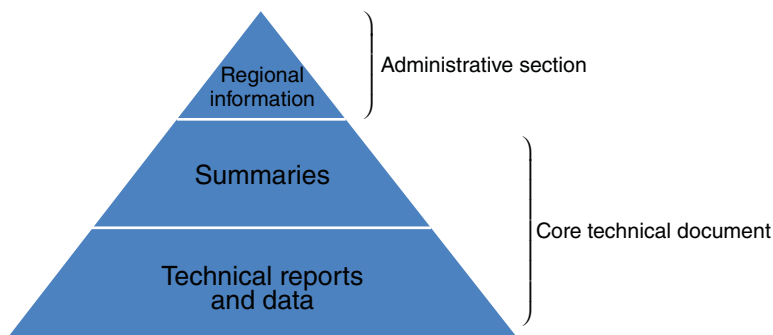 Regional
information
Administrative section
Summaries
Core technical document
Technical reports
and data